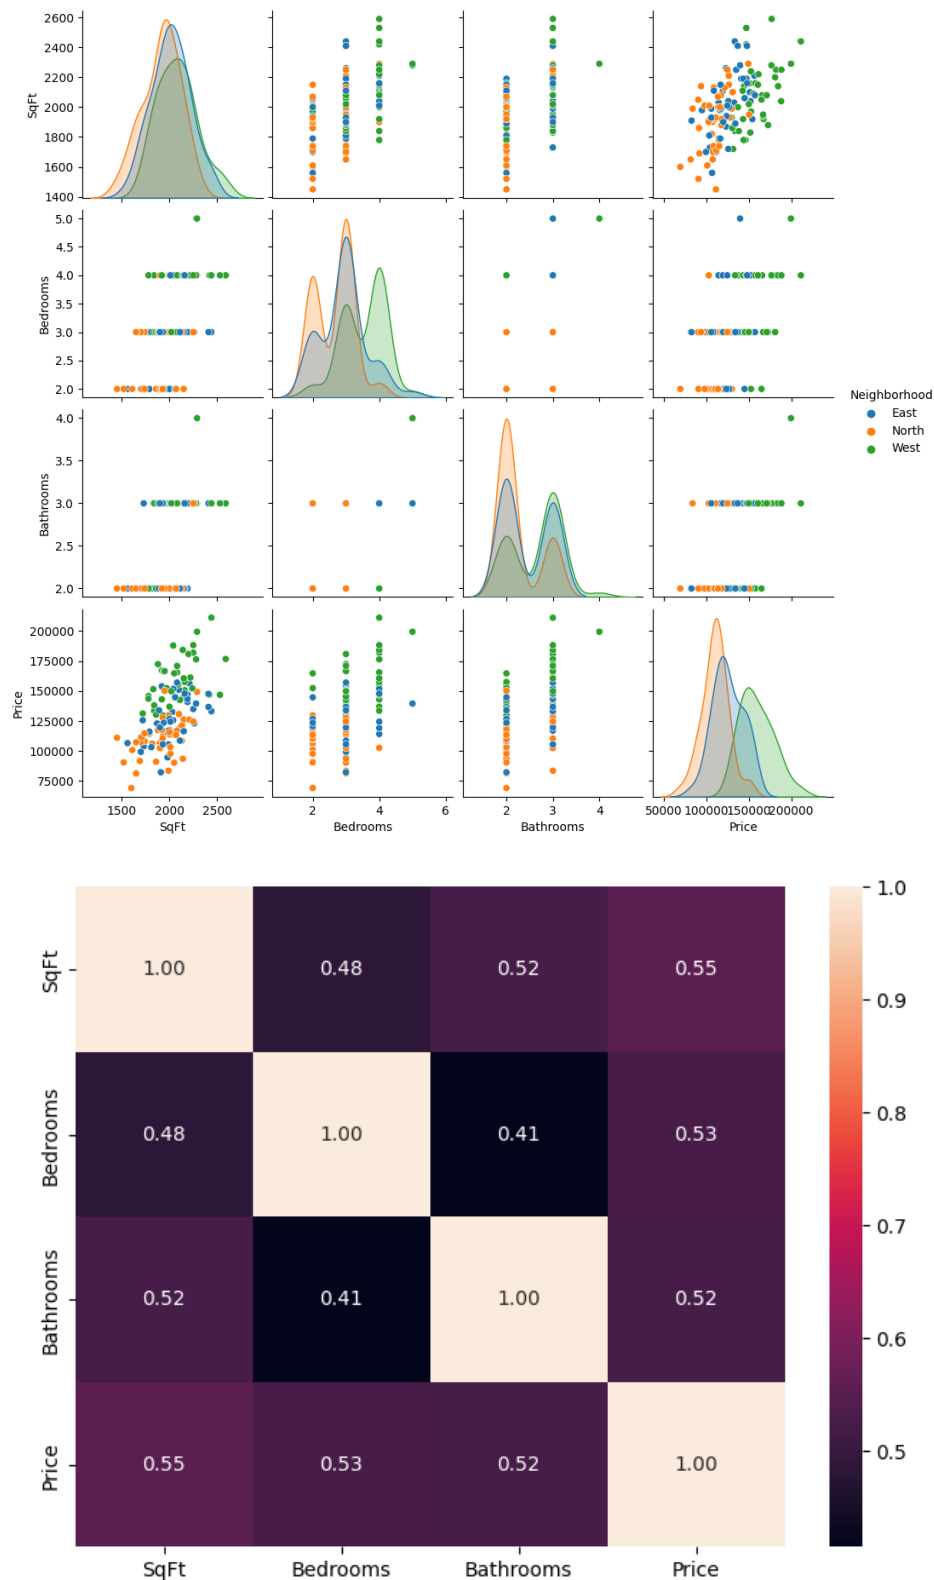 SqFt
2600
2400
2200
2000
1800
1600
1400
Bedrooms
5.0
4.5
4.0
3.5
3.0
2.5
2.0
Neighborhood
East
North
West
Bathrooms
4.0
3.5
3.0
2.5
2.0
Price
200000
175000
150000
125000
100000
75000
1500 2000 2500
2 4 6
2 3 4
50000 100000 150000 200000
SqFt Bedrooms Bathrooms Price
SqFt 1.00 0.48 0.52 0.55
Bedrooms 0.48 1.00 0.41 0.53
Bathrooms 0.52 0.41 1.00 0.52
Price 0.55 0.53 0.52 1.00
SqFt Bedrooms Bathrooms Price
1.0
0.9
0.8
0.7
0.6
0.5